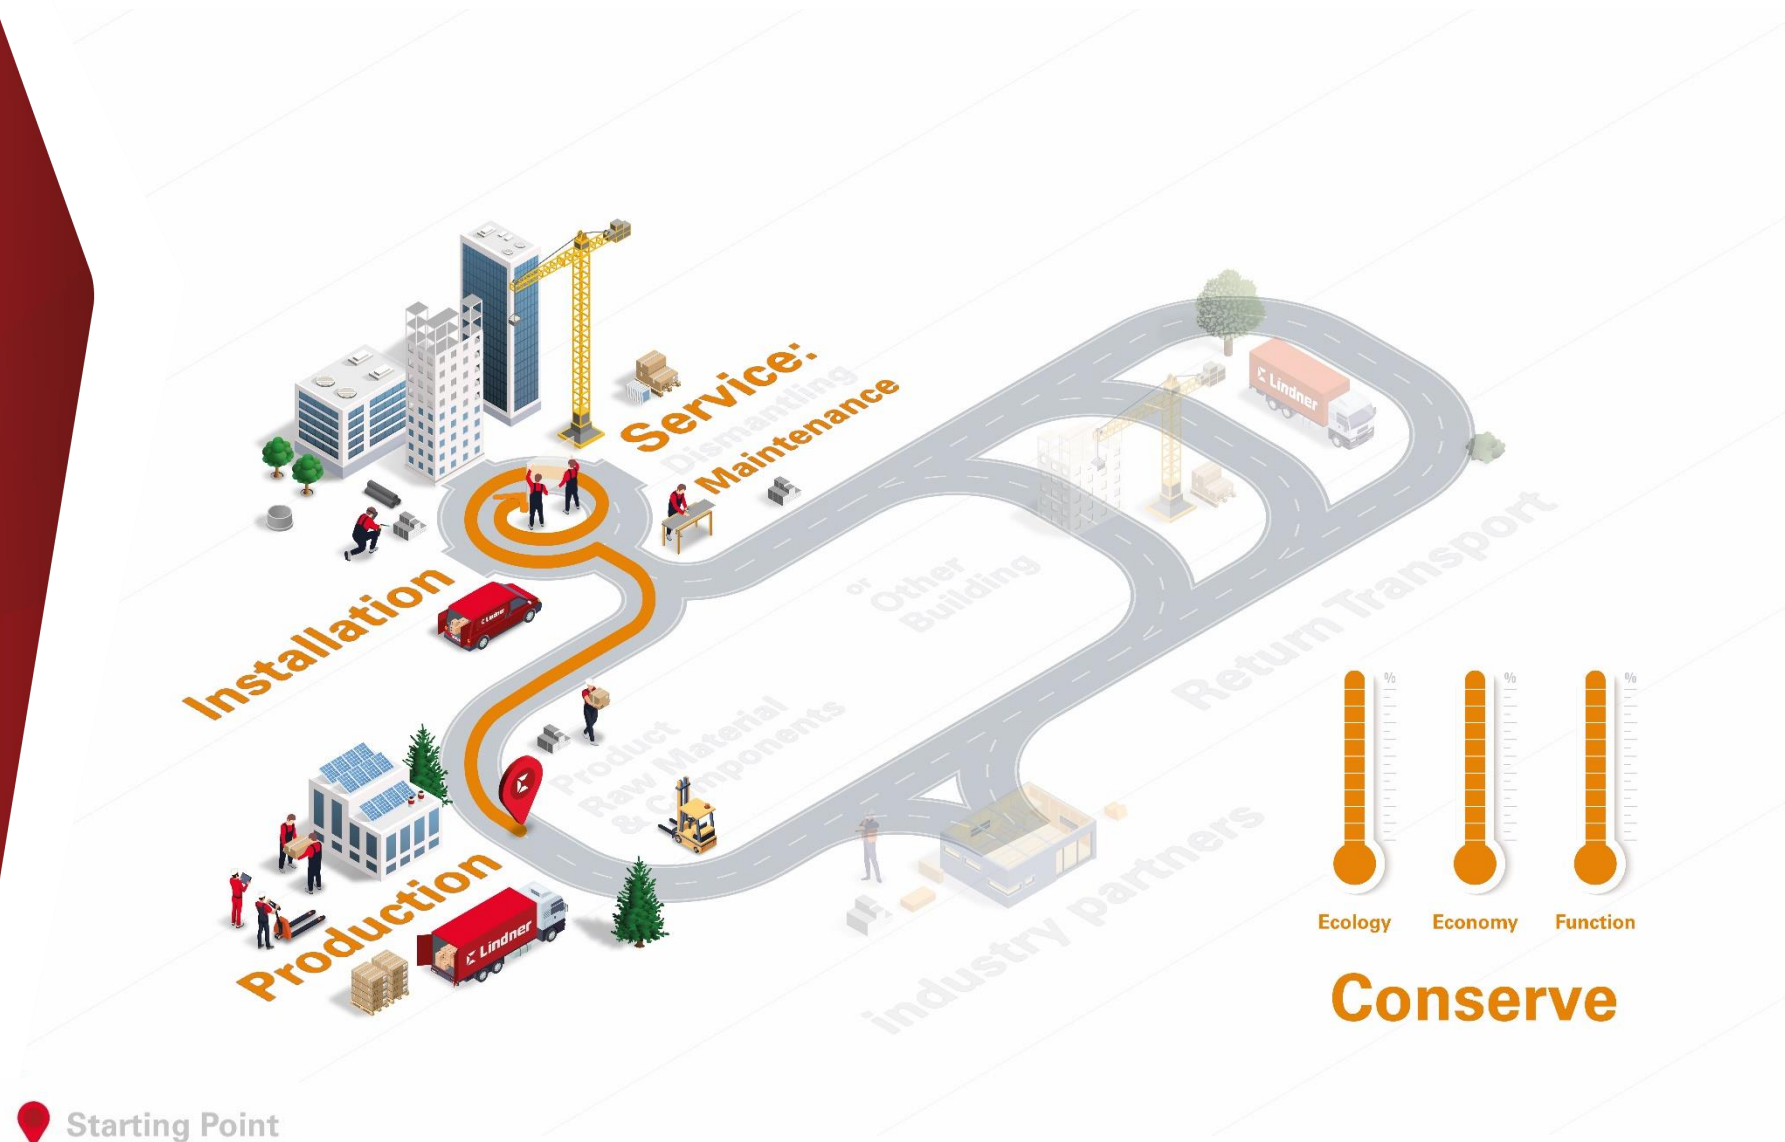 Service:
Dismantling
Maintenance
Lindner
or
Other
Building
Installation
Lindner
Return Transport
Product
Raw Material
& Components
Production
Lindner
industry partners
%
%
%
Ecology
Economy
Function
Conserve
Starting Point